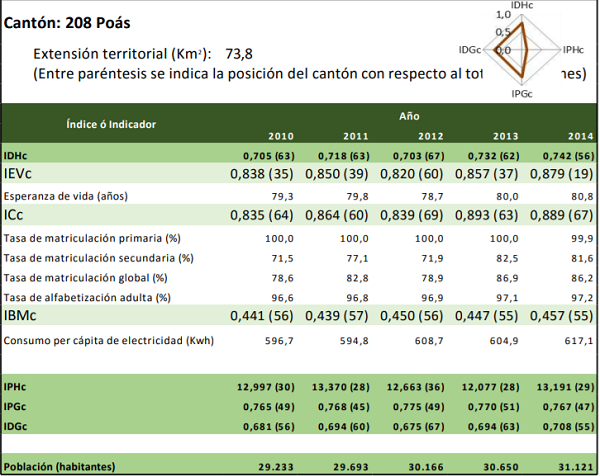 Cantón: 208 Poás
Extensión territorial (Km²): 73,8
(Entre paréntesis se indica la posición del cantón con respecto al tot nes)
IDHc
1,0
0,5
0,0
IDGc
IPHc
IPGc
Índice ó Indicador Año
2010 2011 2012 2013 2014
IDHc 0,705 (63) 0,718 (63) 0,703 (67) 0,732 (62) 0,742 (56)
IEVc 0,838 (35) 0,850 (39) 0,820 (60) 0,857 (37) 0,879 (19)
Esperanza de vida (años) 79,3 79,8 78,7 80,0 80,8
ICc 0,835 (64) 0,864 (60) 0,839 (69) 0,893 (63) 0,889 (67)
Tasa de matriculación primaria (%) 100,0 100,0 100,0 100,0 99,9
Tasa de matriculación secundaria (%) 71,5 77,1 71,9 82,5 81,6
Tasa de matriculación global (%) 78,6 82,8 78,9 86,9 86,2
Tasa de alfabetización adulta (%) 96,6 96,8 96,9 97,1 97,2
IBMc 0,441 (56) 0,439 (57) 0,450 (56) 0,447 (55) 0,457 (55)
Consumo per cápita de electricidad (Kwh) 596,7 594,8 608,7 604,9 617,1
IPHc 12,997 (30) 13,370 (28) 12,663 (36) 12,077 (28) 13,191 (29)
IPGc 0,765 (49) 0,768 (45) 0,775 (49) 0,770 (51) 0,767 (47)
IDGc 0,681 (56) 0,694 (60) 0,675 (67) 0,694 (63) 0,708 (55)
Población (habitantes) 29.233 29.693 30.166 30.650 31.121